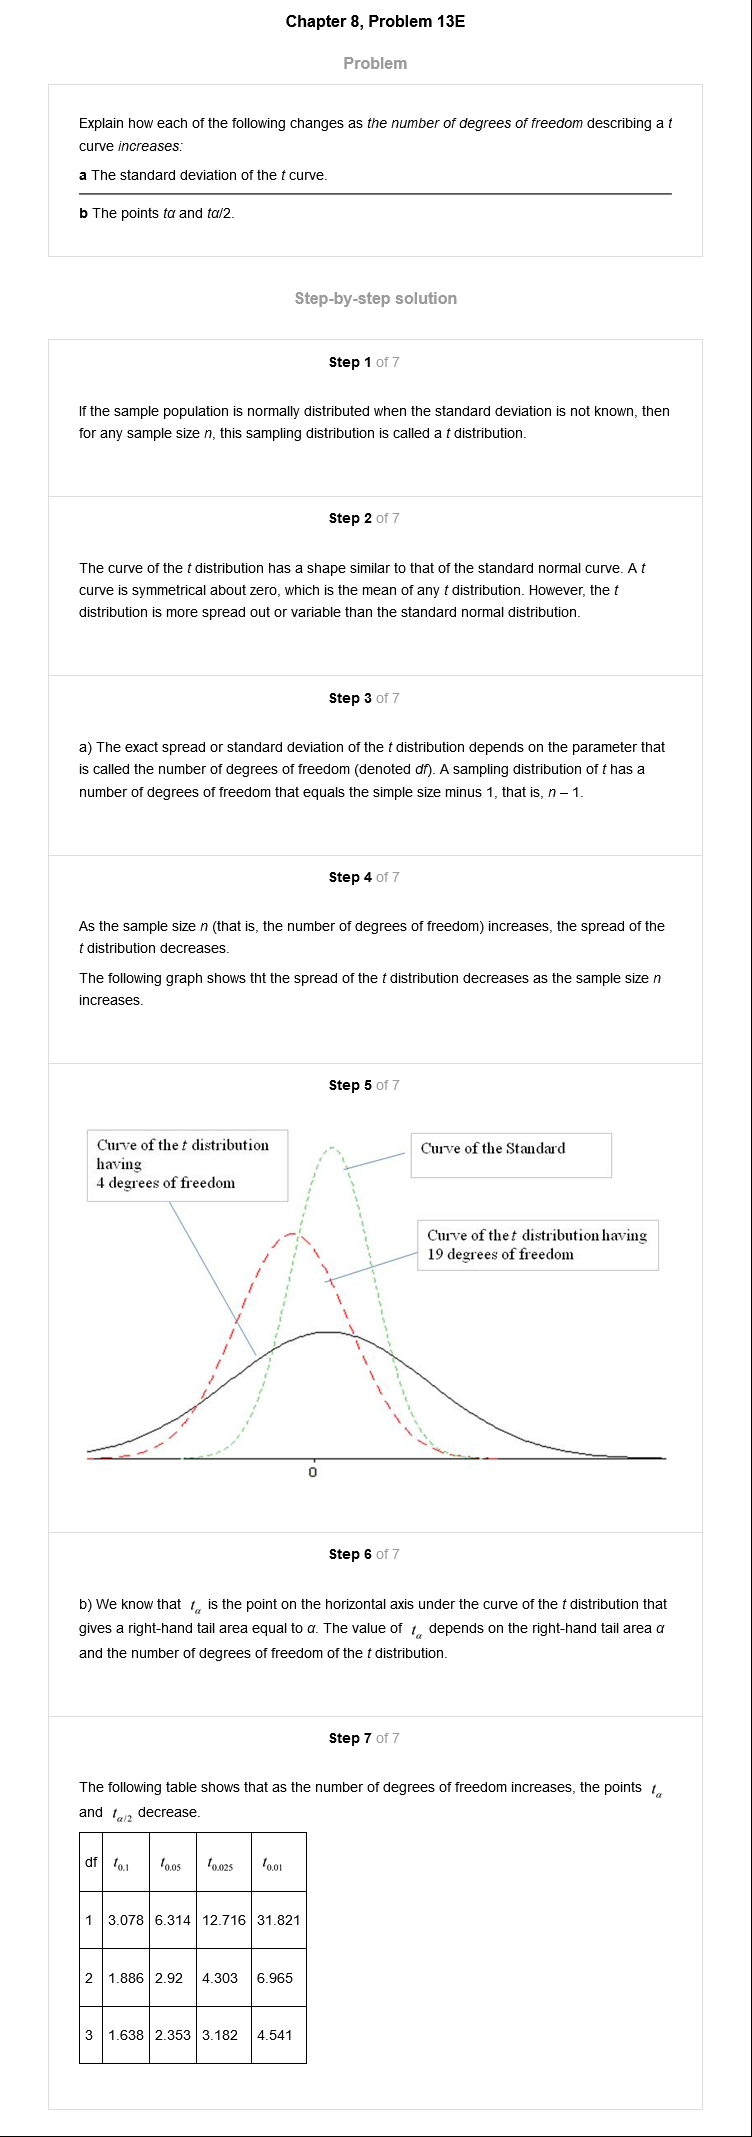 Chapter 8, Problem 13E
Problem
Explain how each of the following changes as the number of degrees of freedom describing a t
curve increases:
a The standard deviation of the t curve.
b The points tα and tα/2.
Step-by-step solution
Step 1 of 7
If the sample population is normally distributed when the standard deviation is not known, then
for any sample size n, this sampling distribution is called a t distribution.
Step 2 of 7
The curve of the t distribution has a shape similar to that of the standard normal curve. A t
curve is symmetrical about zero, which is the mean of any t distribution. However, the t
distribution is more spread out or variable than the standard normal distribution.
Step 3 of 7
a) The exact spread or standard deviation of the t distribution depends on the parameter that
is called the number of degrees of freedom (denoted df). A sampling distribution of t has a
number of degrees of freedom that equals the simple size minus 1, that is, n – 1.
Step 4 of 7
As the sample size n (that is, the number of degrees of freedom) increases, the spread of the
t distribution decreases.
The following graph shows tht the spread of the t distribution decreases as the sample size n
increases.
Step 5 of 7
Curve of the t distribution
having
4 degrees of freedom
Curve of the Standard
Curve of the t distribution having
19 degrees of freedom
0
Step 6 of 7
b) We know that tα is the point on the horizontal axis under the curve of the t distribution that
gives a right-hand tail area equal to α. The value of tα depends on the right-hand tail area α
and the number of degrees of freedom of the t distribution.
Step 7 of 7
The following table shows that as the number of degrees of freedom increases, the points tα
and tα/2 decrease.
df t0.1 t0.05 t0.025 t0.01
1 3.078 6.314 12.716 31.821
2 1.886 2.92 4.303 6.965
3 1.638 2.353 3.182 4.541